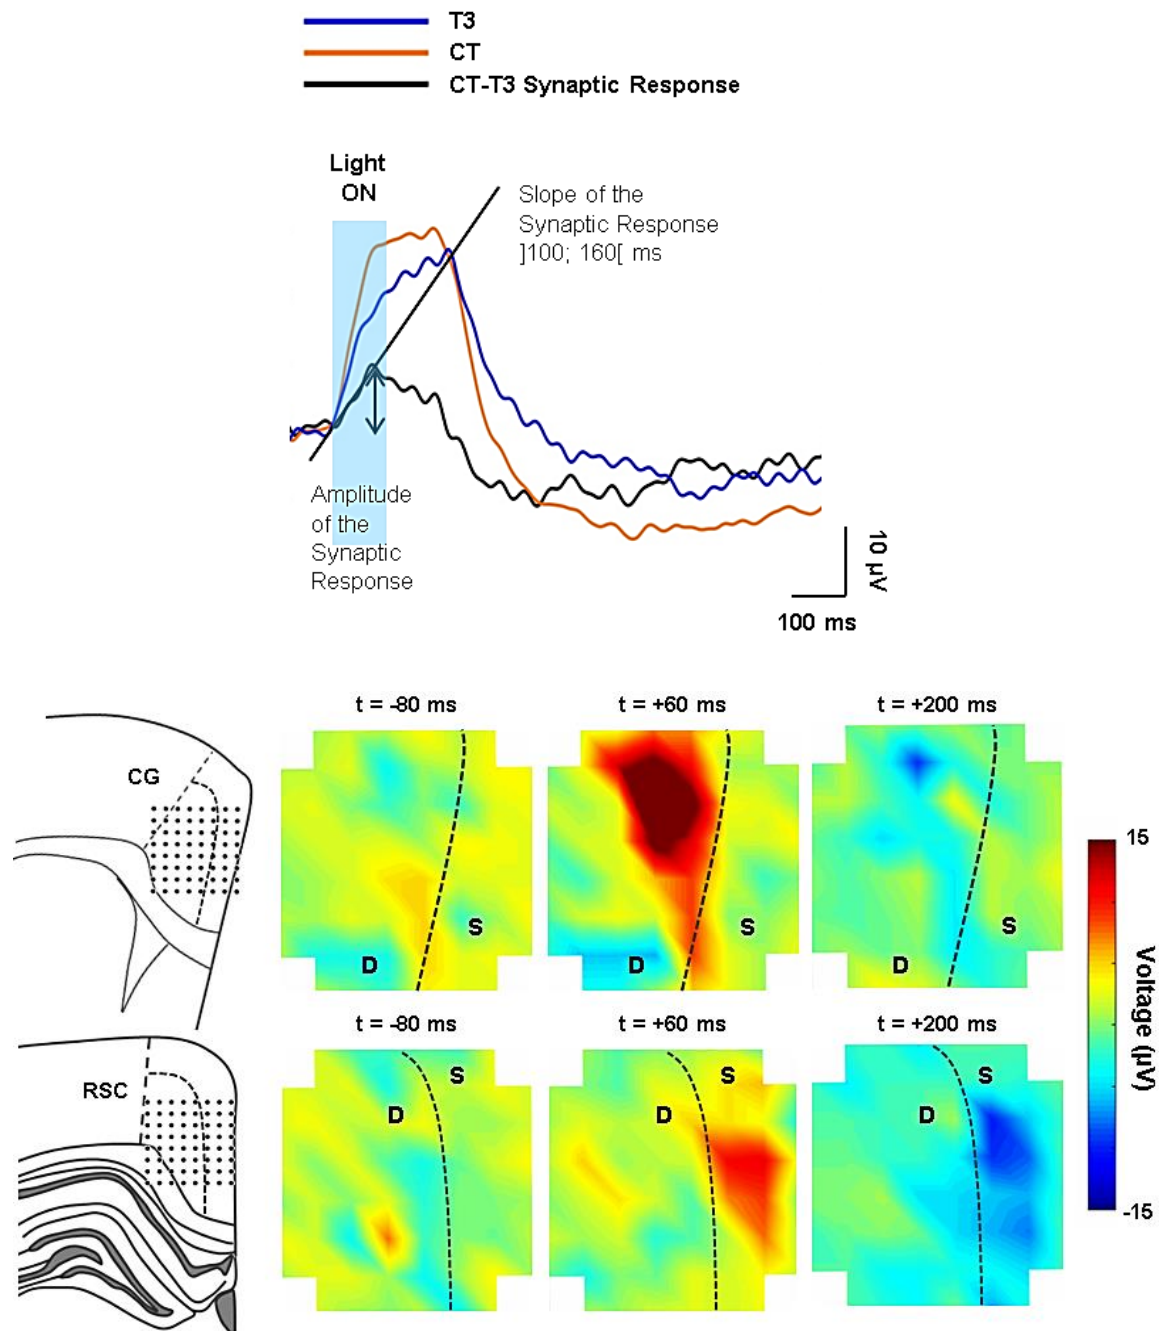 T3
CT
CT-T3 Synaptic Response
Light
ON
Slope of the
Synaptic Response
]100; 160[ ms
Amplitude
of the
Synaptic
Response
10 µV
100 ms
t = -80 ms
t = +60 ms
t = +200 ms
CG
S
D
S
D
S
D
15
Voltage (µV)
-15
t = -80 ms
t = +60 ms
t = +200 ms
RSC
S
D
S
D
S
D